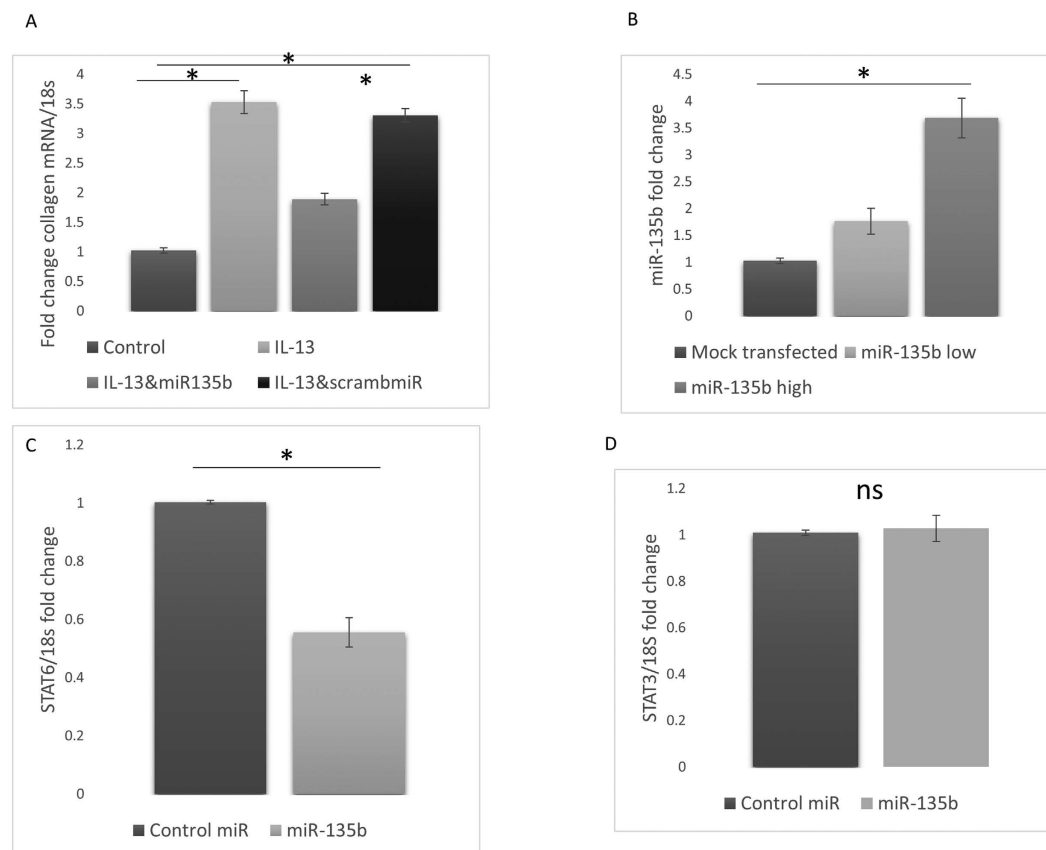 A
Fold change collagen mRNA/18s
4
3.5
3
2.5
2
1.5
1
0.5
0
*
*
*
Control
IL-13
IL-13&miR135b
IL-13&scrambmiR
B
miR-135b fold change
4.5
4
3.5
3
2.5
2
1.5
1
0.5
0
*
Mock transfected
miR-135b low
miR-135b high
C
STAT6/18s fold change
1.2
1
0.8
0.6
0.4
0.2
0
*
Control miR
miR-135b
D
STAT3/18S fold change
1.2
1
0.8
0.6
0.4
0.2
0
ns
Control miR
miR-135b